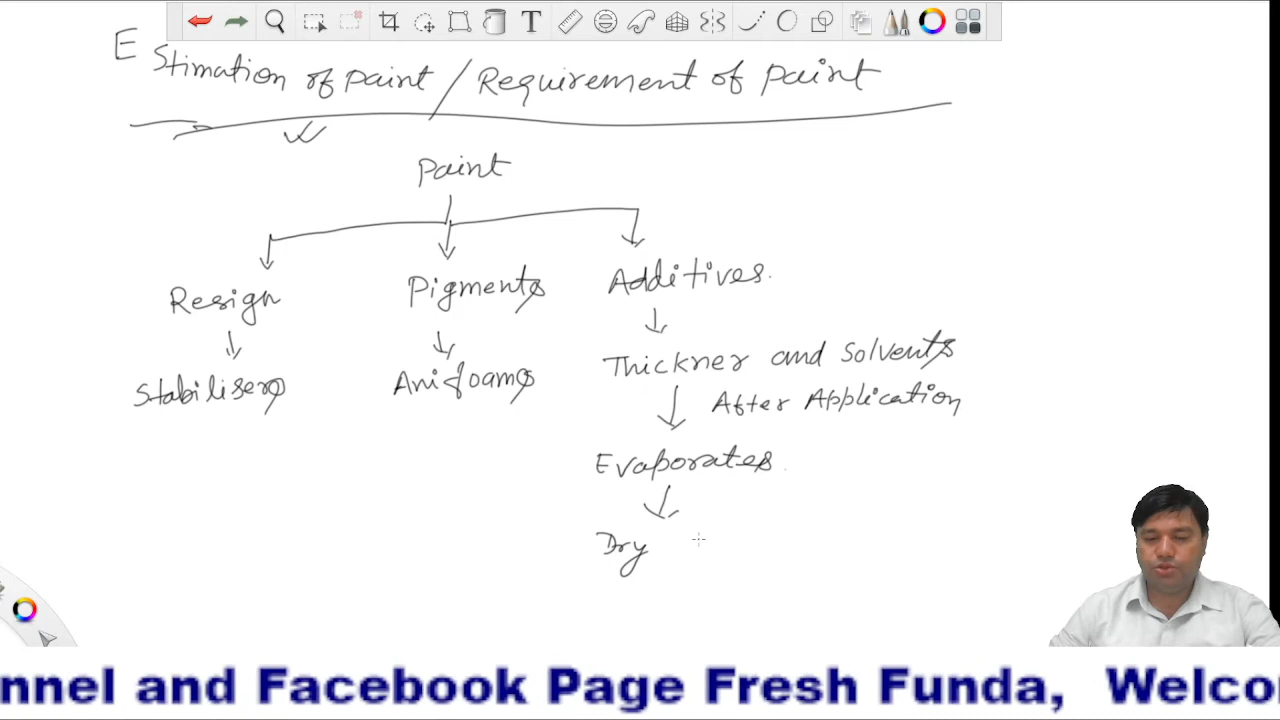 Estimation of paint / Requirement of paint
Paint
Resign Pigments Additives.
Thickner and Solvents
Stabilisers Anifoams
After Application
Evaporates
Dry
nnel and Facebook Page Fresh Funda, Welco